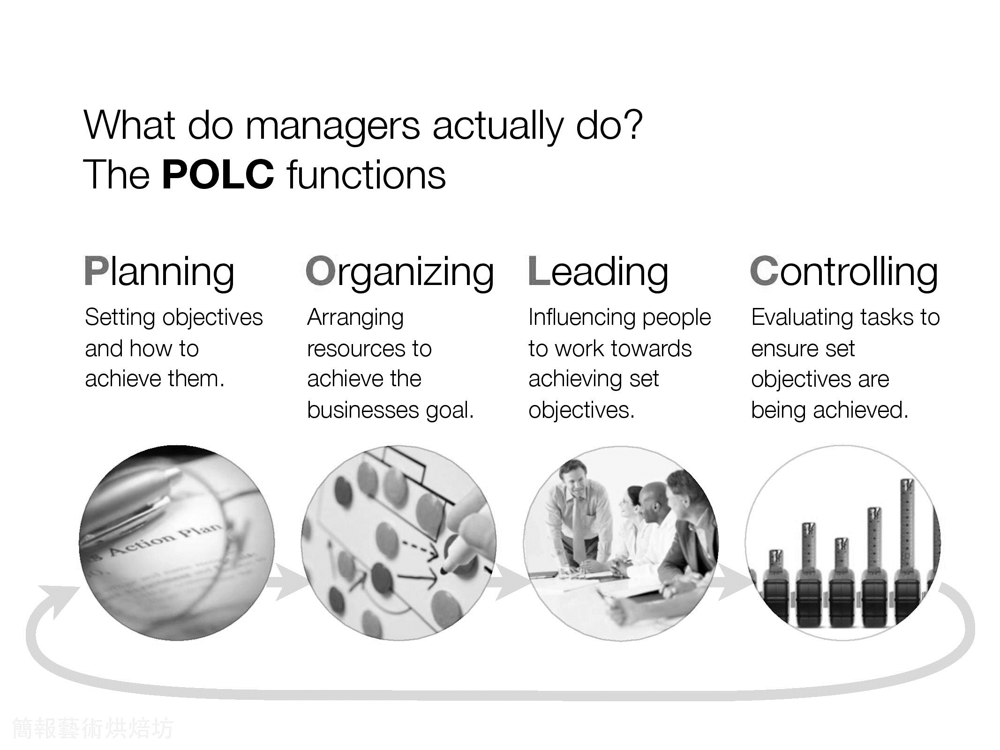 What do managers actually do?
The POLC functions
Planning
Setting objectives
and how to
achieve them.
Organizing
Arranging
resources to
achieve the
businesses goal.
Leading
Influencing people
to work towards
achieving set
objectives.
Controlling
Evaluating tasks to
ensure set
objectives are
being achieved.
Action Plan
簡報藝術烘焙坊